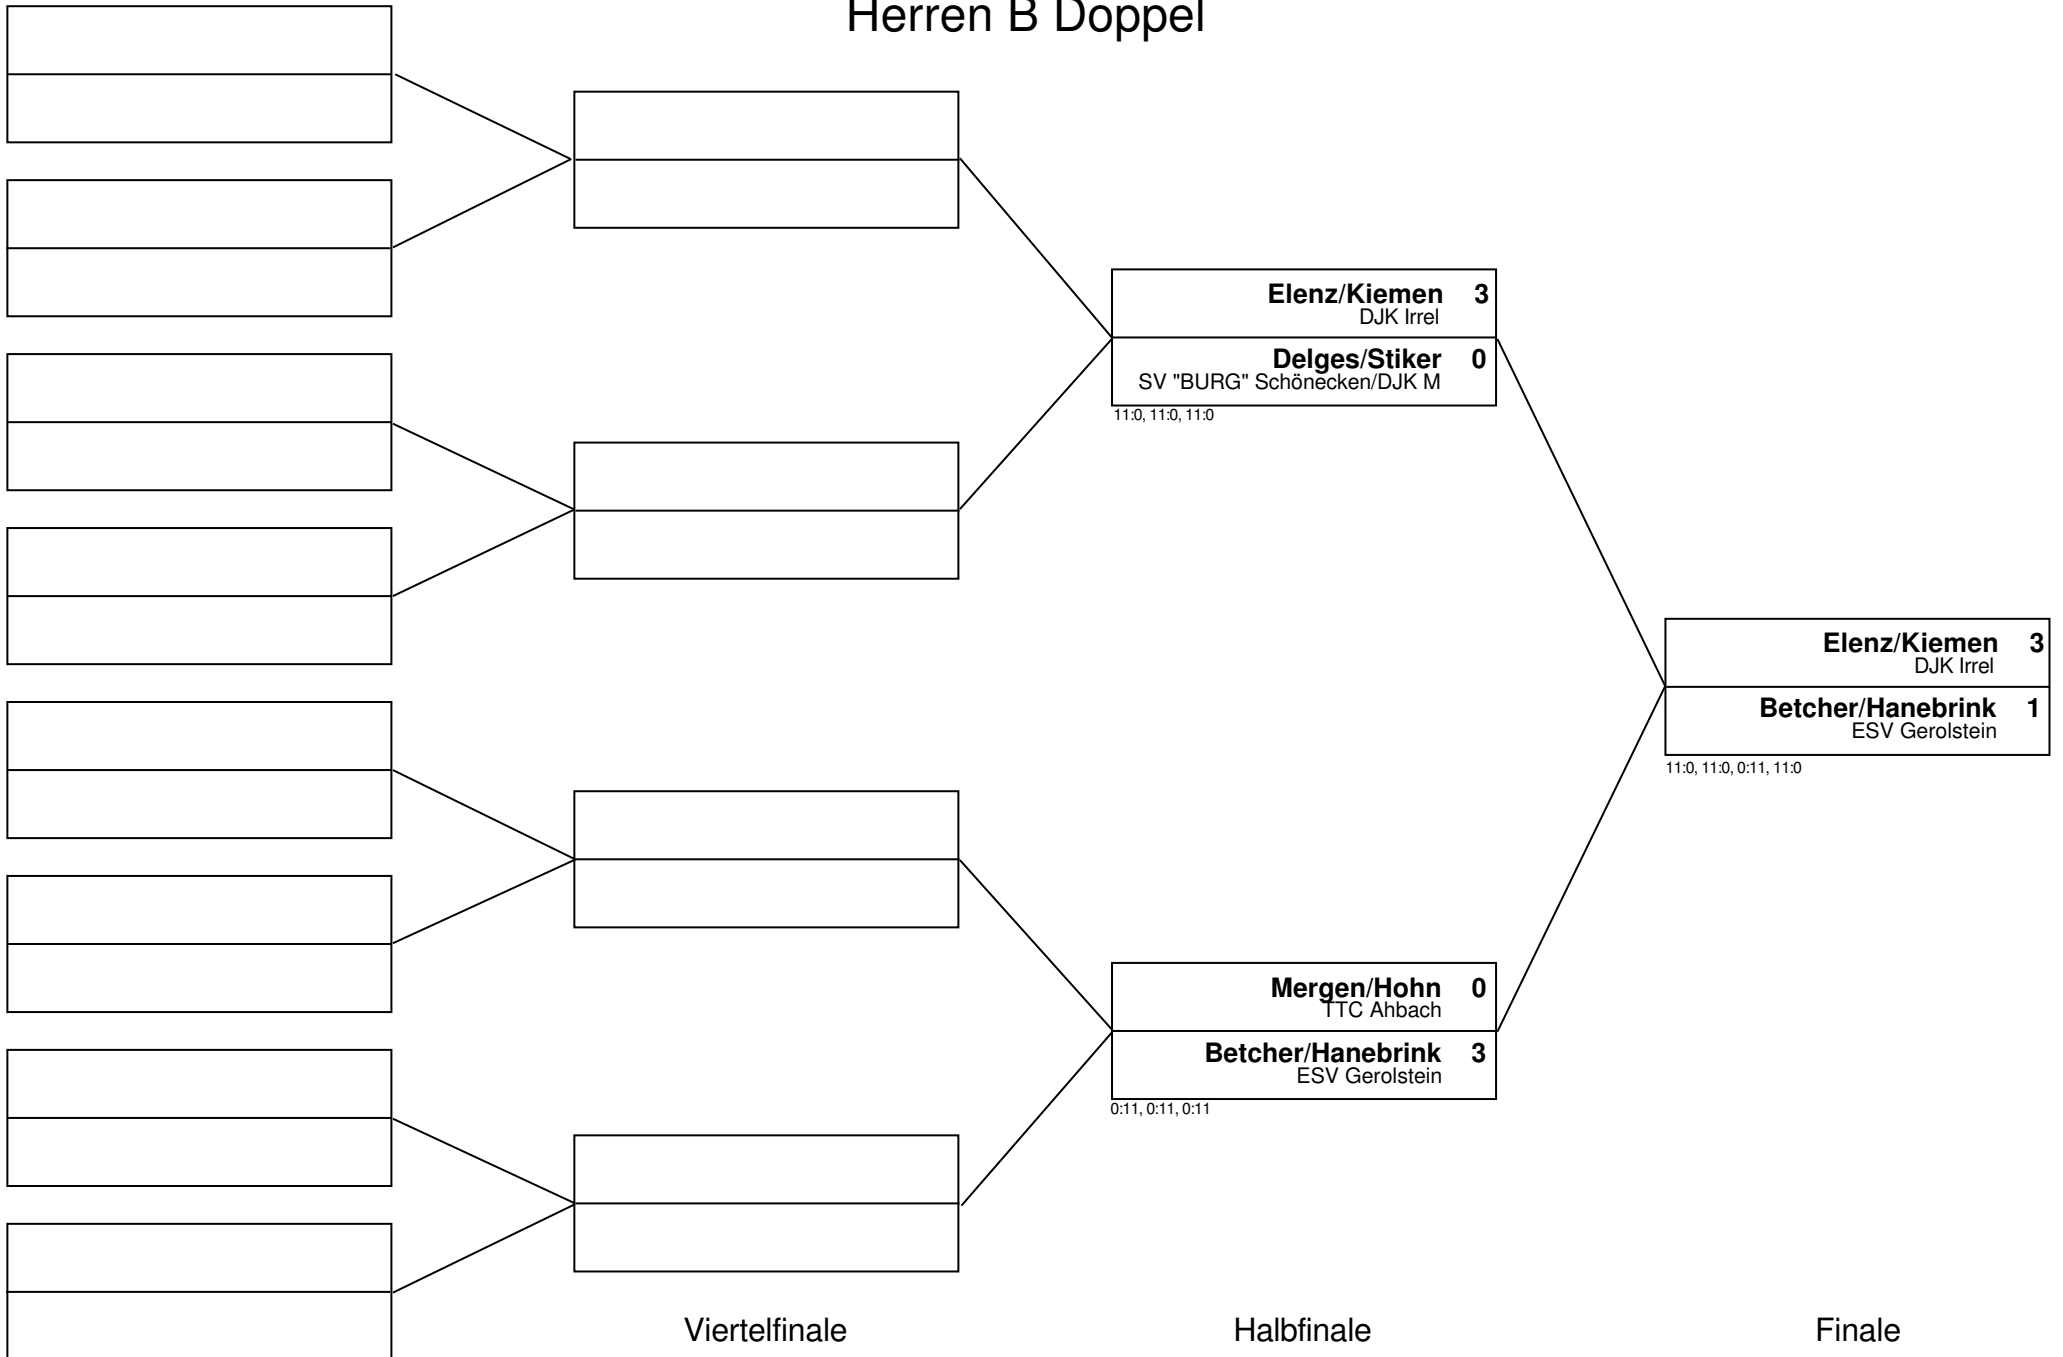 Herren B Doppel
Elenz/Kiemen 3
DJK Irrel
Delges/Stiker 0
SV "BURG" Schönecken/DJK M
11:0, 11:0, 11:0
Elenz/Kiemen 3
DJK Irrel
Betcher/Hanebrink 1
ESV Gerolstein
11:0, 11:0, 0:11, 11:0
Mergen/Hohn 0
TTC Ahbach
Betcher/Hanebrink 3
ESV Gerolstein
0:11, 0:11, 0:11
Viertelfinale Halbfinale Finale